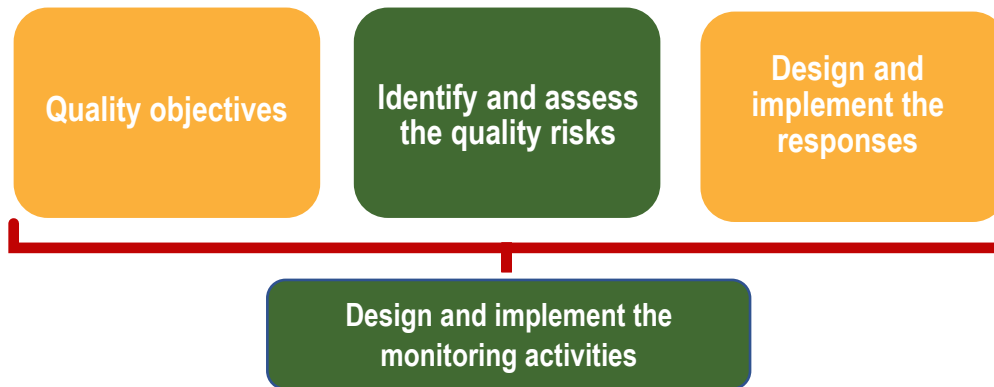 Quality objectives
Identify and assess
the quality risks
Design and
implement the
responses
Design and implement the
monitoring activities